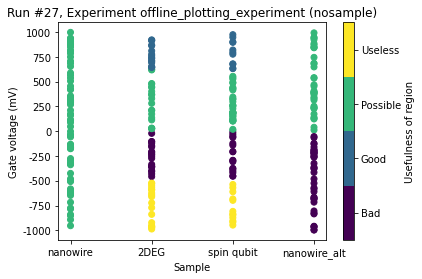 Run #27, Experiment offline_plotting_experiment (nosample)
Gate voltage (mV)
1000
750
500
250
0
-250
-500
-750
-1000
nanowire
2DEG
spin qubit
nanowire_alt
Sample
Useless
Possible
Good
Bad
Usefulness of region